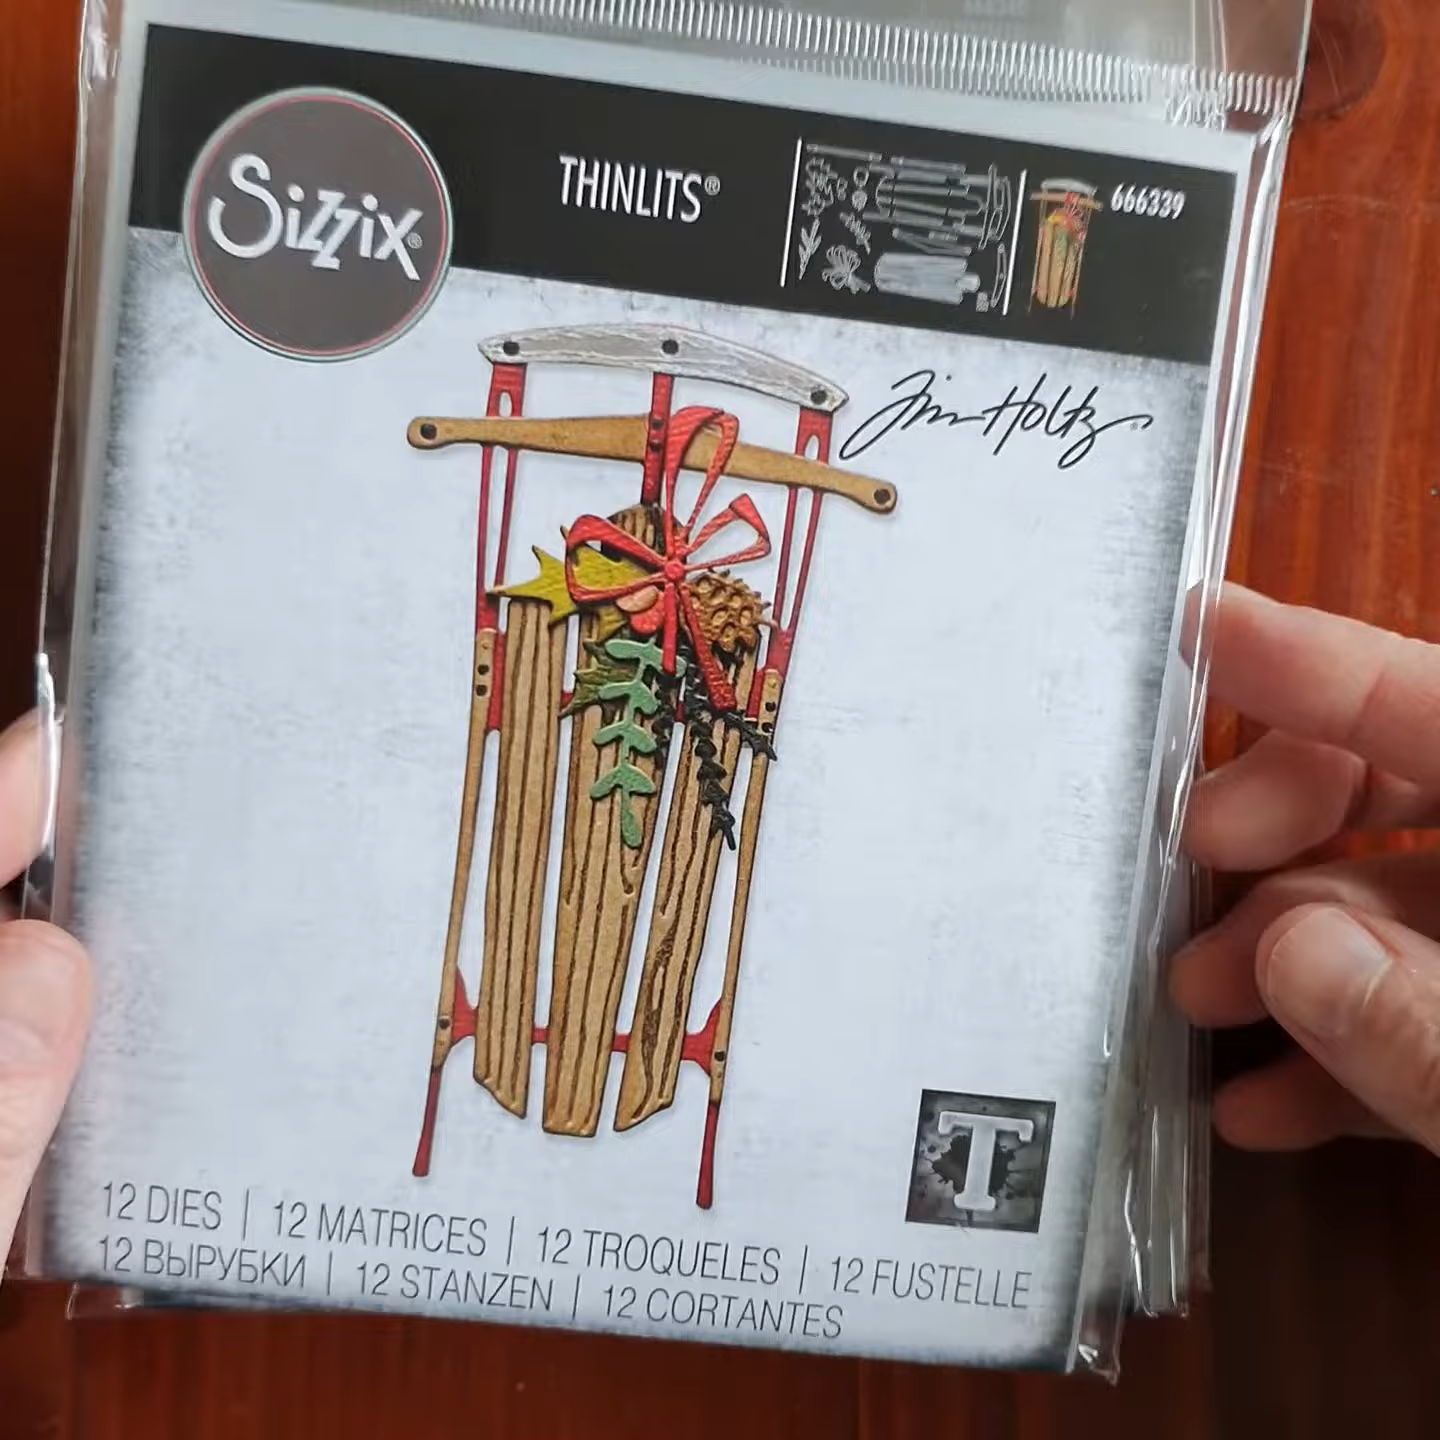 Sizzix®
THINLITS®
666339
Tim Holtz®
T
12 DIES | 12 MATRICES | 12 TROQUELES | 12 FUSTELLE
12 ВЫРУБКИ | 12 STANZEN | 12 CORTANTES